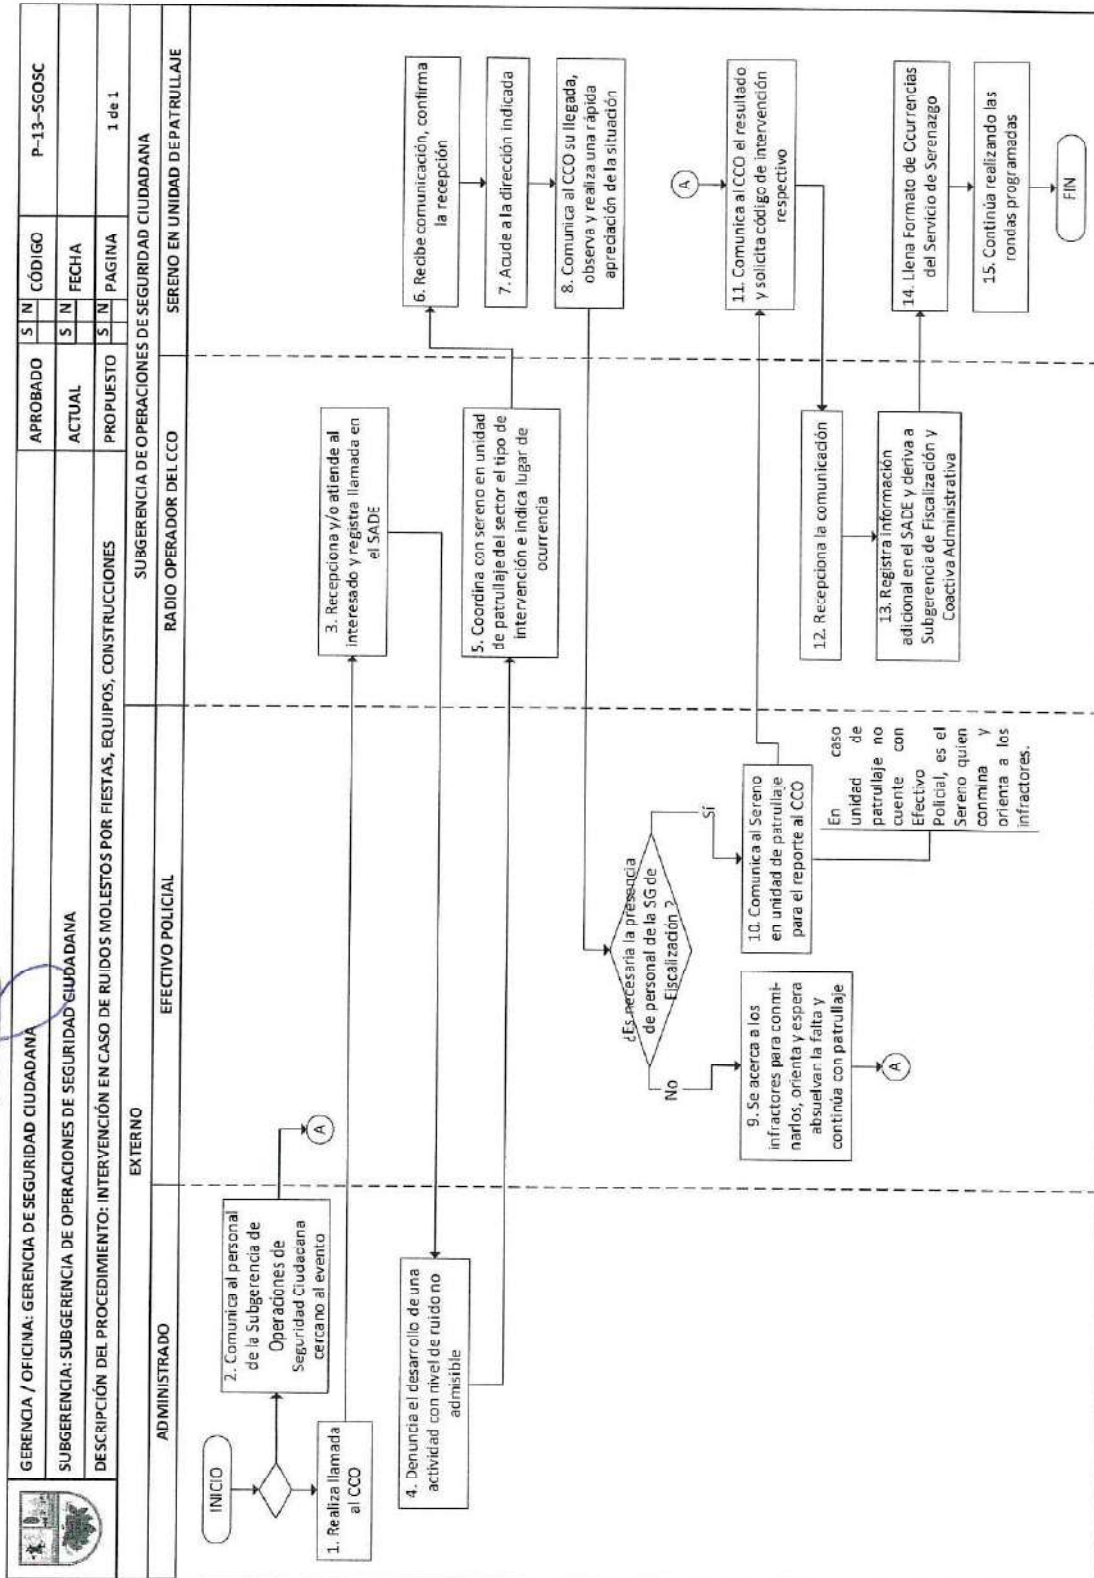 GERENCIA / OFICINA: GERENCIA DE SEGURIDAD CIUDADANA
APROBADO
S N
CÓDIGO
P-13-SGOSC
SUBGERENCIA: SUBGERENCIA DE OPERACIONES DE SEGURIDAD CIUDADANA
ACTUAL
S N
FECHA
DESCRIPCIÓN DEL PROCEDIMIENTO: INTERVENCIÓN EN CASO DE RUIDOS MOLESTOS POR FIESTAS, EQUIPOS, CONSTRUCCIONES
PROPUESTO
S N
PAGINA
1 de 1
EXTERNO
SUBGERENCIA DE OPERACIONES DE SEGURIDAD CIUDADANA
ADMINISTRADO
EFECTIVO POLICIAL
RADIO OPERADOR DEL CCO
SERENO EN UNIDAD DE PATRULLAJE
INICIO
1. Realiza llamada
al CCO
2. Comunica al personal
de la Subgerencia de
Operaciones de
Seguridad Ciudacana
cercano al evento
A
3. Recepciona y/o atiende al
interesado y registra llamada en
el SADE
4. Denuncia el desarrollo de una
actividad con nivel de ruido no
admisible
5. Coordina con sereno en unidad
de patrullaje del sector el tipo de
intervención e indica lugar de
ocurrencia
6. Recibe comunicación, confirma
la recepción
7. Acude a la dirección indicada
8. Comunica al CCO su llegada,
observa y realiza una rápida
apreciación de la situación
¿Es necesaria la presencia
de personal de la SG de
Fiscalización ?
No
Sí
9. Se acerca a los
infractores para conmi-
narlos, orienta y espera
absuelvan la falta y
continúa con patrullaje
A
10. Comunica al Sereno
en unidad de patrullaje
para el reporte al CCO
En caso
unidad de
patrullaje no
cuente con
Efectivo
Policial, es el
Sereno quien
conmina y
orienta a los
infractores.
A
11. Comunica al CCO el resultado
y solicita código de intervención
respectivo
12. Recepciona la comunicación
13. Registra información
adicional en el SADE y deriva a
Subgerencia de Fiscalización y
Coactiva Administrativa
14. Llena Formato de Ocurrencias
del Servicio de Serenazgo
15. Continúa realizando las
rondas programadas
FIN